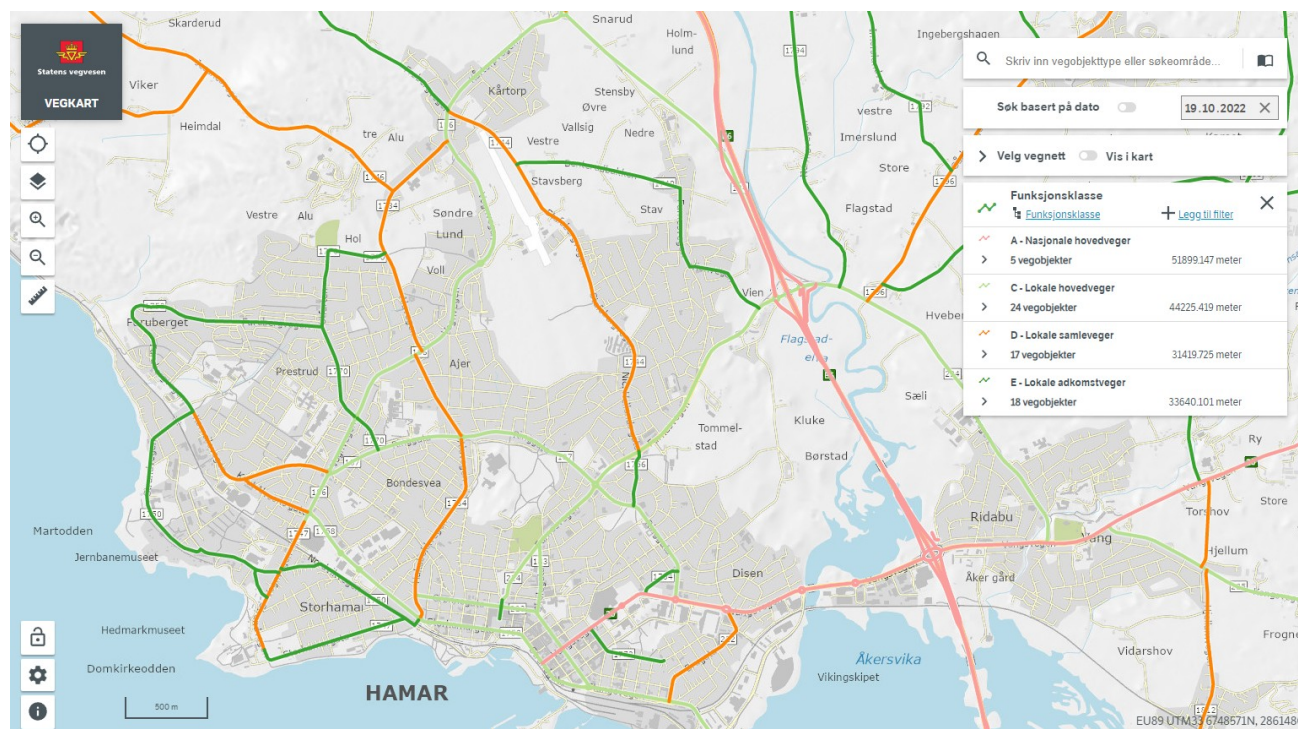 Statens vegvesen
VEGKART
Skriv inn vegobjekttype eller søkeområde...
Søk basert på dato
19.10.2022
Velg vegnett
Vis i kart
Funksjonsklasse
Funksjonsklasse
Legg til filter
A - Nasjonale hovedveger
5 vegobjekter
51899.147 meter
C - Lokale hovedveger
24 vegobjekter
44225.419 meter
D - Lokale samleveger
17 vegobjekter
31419.725 meter
E - Lokale adkomstveger
18 vegobjekter
33640.101 meter
Skarderud
Snarud
Holm-
lund
Ingebergshagen
Viker
Kårtorp
Stensby
Øvre
Heimdal
tre Alu
Vallsig
Vestre
Nedre
vestre
Imerslund
Stavsberg
Store
Vestre Alu
Søndre
Lund
Stav
Flagstad
Hol
Voll
Vien
Furuberget
Hveber
Flagstad-
elva
Prestrud
Ajer
Sæli
Tommel-
stad
Kluke
Børstad
Bondesvea
Ry
Store
Ridabu
Torshov
Martodden
Vang
Jernbanemuseet
Hjellum
Disen
Åker gård
Storhamar
Hedmarkmuseet
Frogne
Vidarshov
Domkirkeodden
Åkersvika
Vikingskipet
HAMAR
500 m
EU89 UTM33 6748571N, 286148